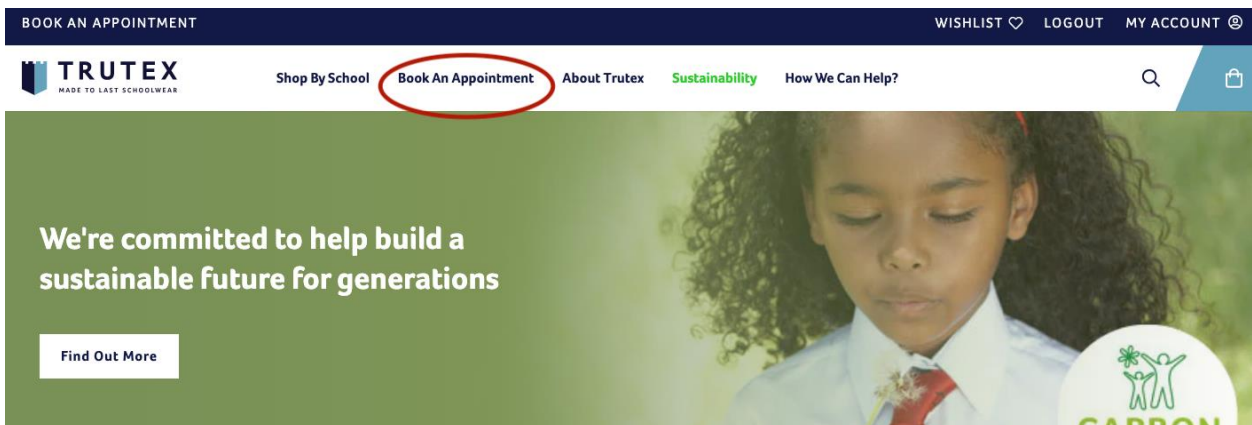 BOOK AN APPOINTMENT WISHLIST LOGOUT MY ACCOUNT
TRUTEX
MADE TO LAST SCHOOLWEAR
Shop By School Book An Appointment About Trutex Sustainability How We Can Help?
We're committed to help build a
sustainable future for generations
Find Out More
CARBON